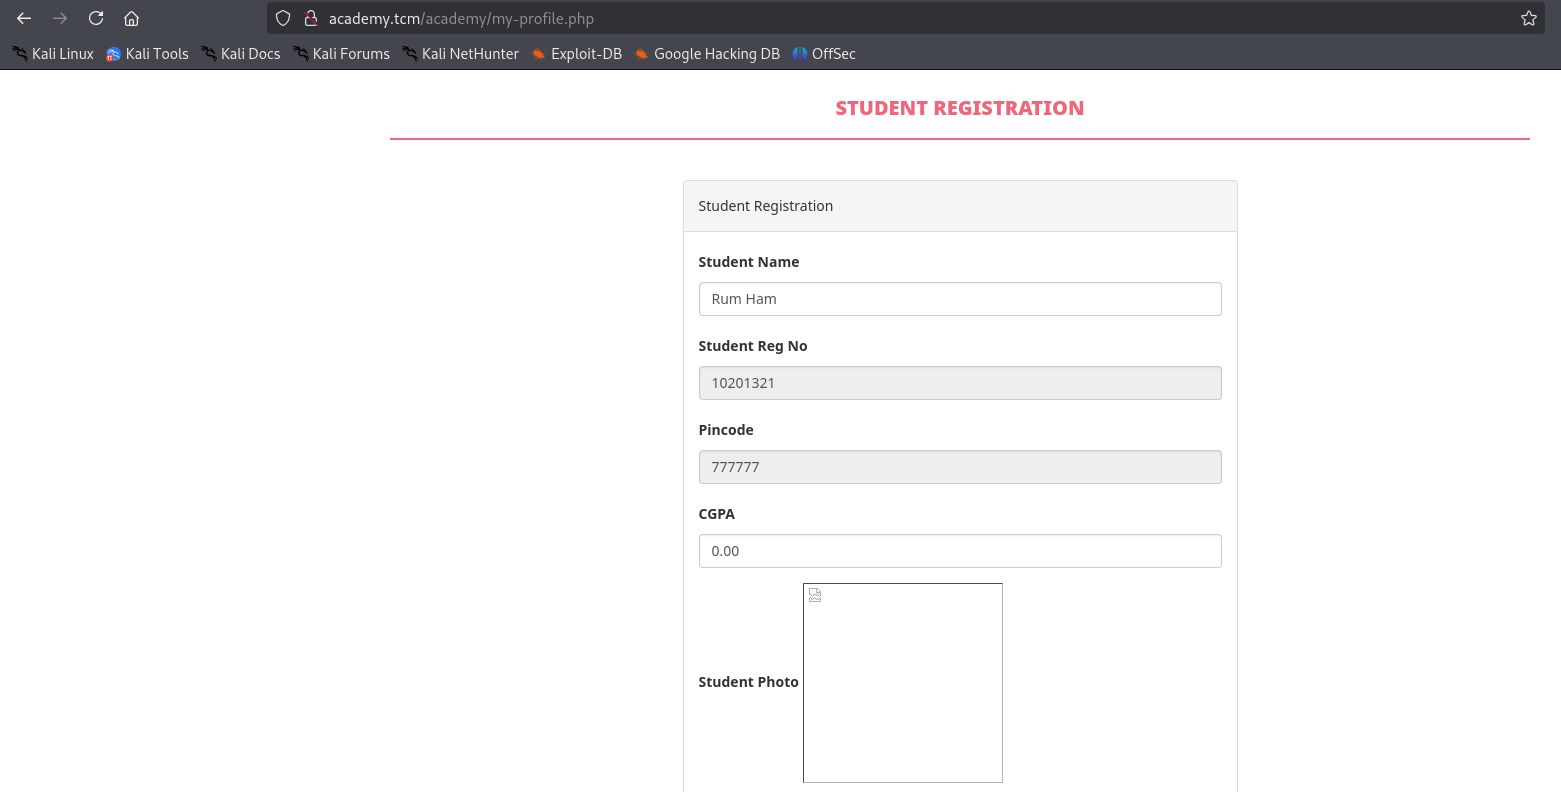 academy.tcm/academy/my-profile.php
Kali Linux Kali Tools Kali Docs Kali Forums Kali NetHunter Exploit-DB Google Hacking DB OffSec
STUDENT REGISTRATION
Student Registration
Student Name
Rum Ham
Student Reg No
10201321
Pincode
777777
CGPA
0.00
Student Photo